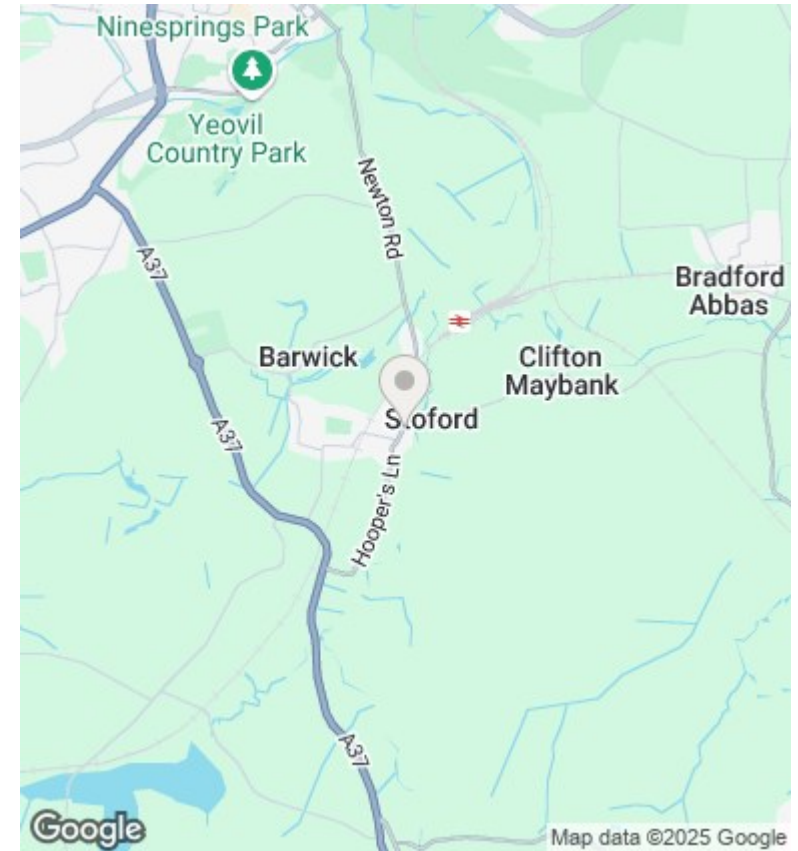 Ninesprings Park
Yeovil
Country Park
Newton Rd
A37
Bradford
Abbas
Barwick
Clifton
Maybank
Stoford
A37
Hooper's Ln
A37
Google
Map data ©2025 Google